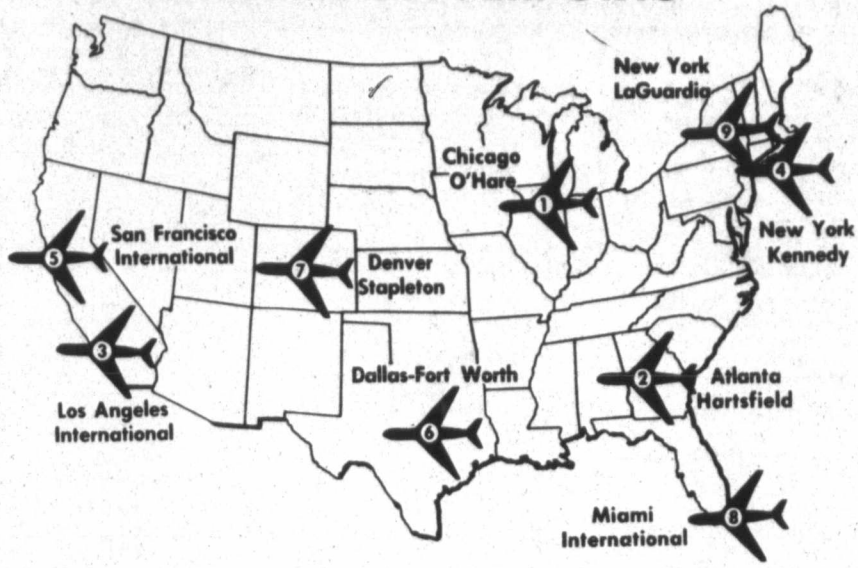 New York
LaGuardia
9
Chicago
O'Hare
4
1
New York
Kennedy
San Francisco
International
5
7
Denver
Stapleton
3
Dallas-Fort Worth
2
Atlanta
Hartsfield
Los Angeles
International
6
Miami
International
8